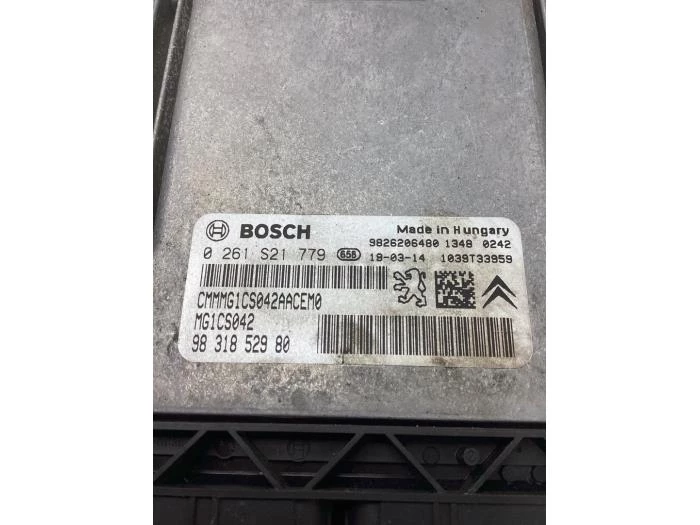 BOSCH
Made in Hungary
9826206480 1348 0242
0 261 S21 779 658 19-03-14 1039T33959
CMMMG1CS042AACEM0
MG1CS042
98 318 529 80